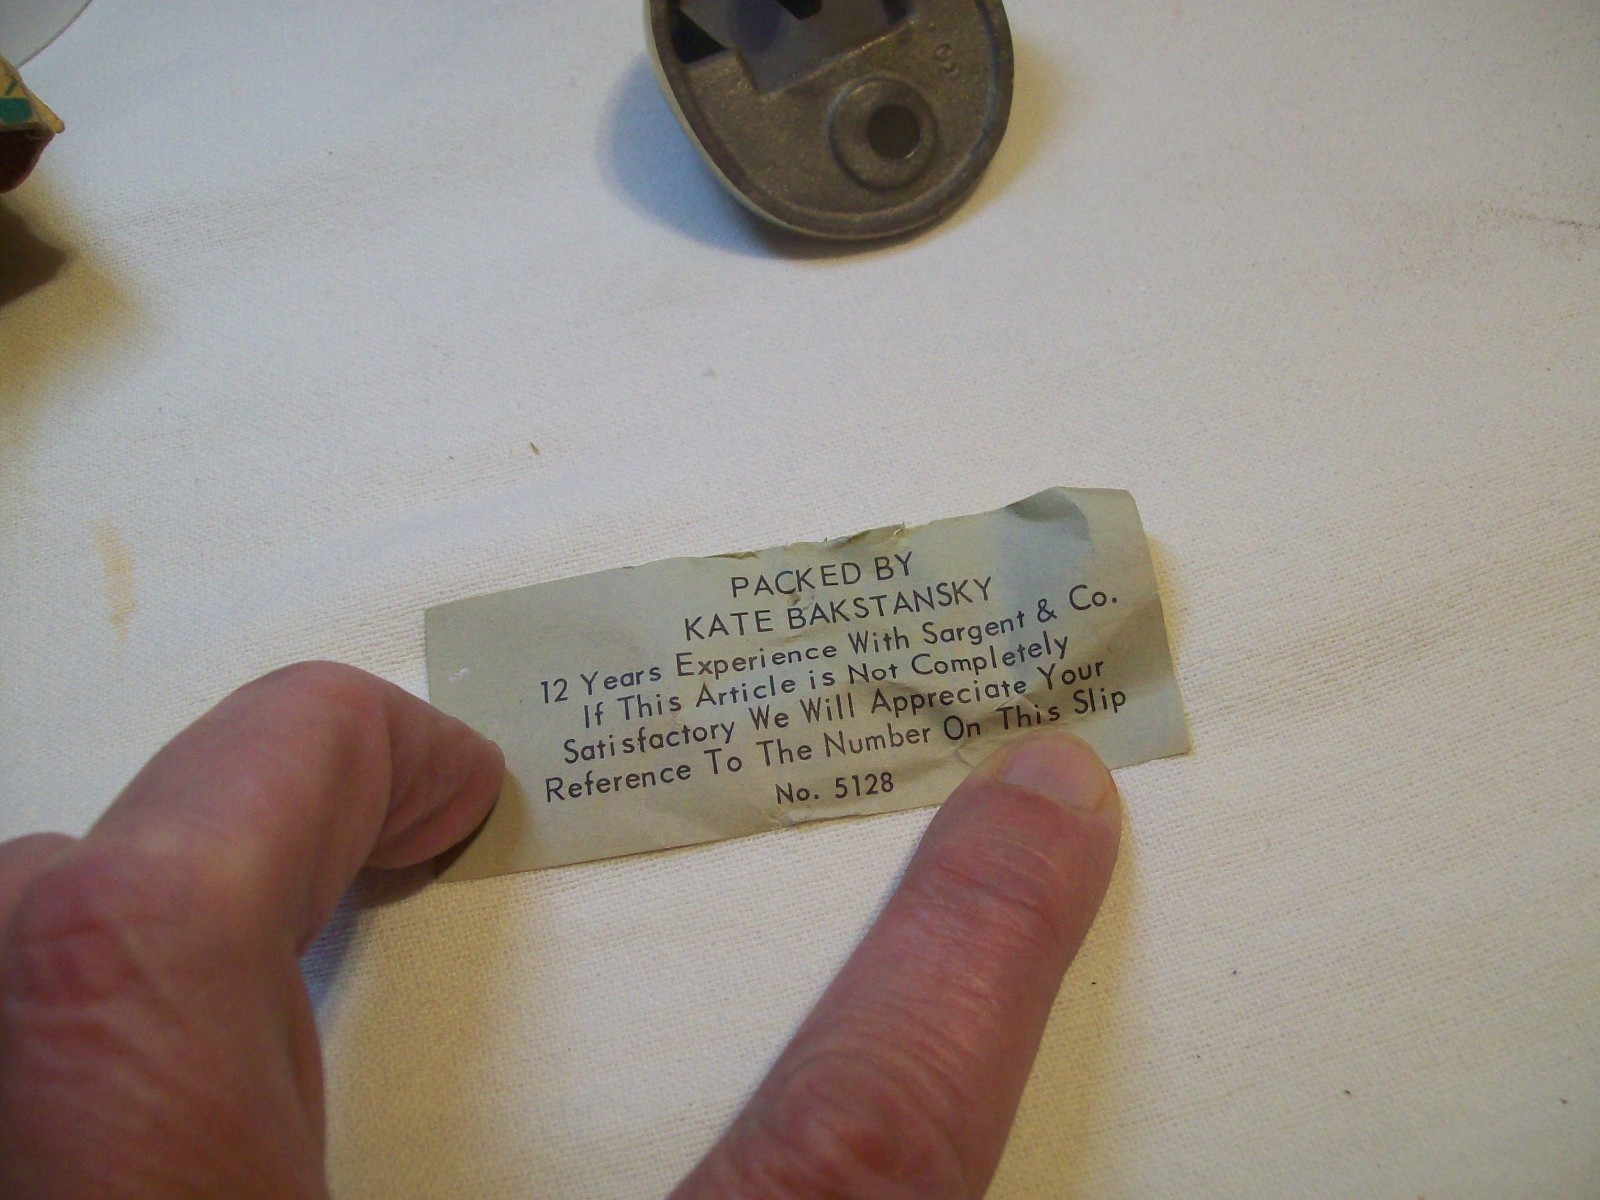 PACKED BY
KATE BAKSTANSKY
12 Years Experience With Sargent & Co.
If This Article is Not Completely
Satisfactory We Will Appreciate Your
Reference To The Number On This Slip
No. 5128